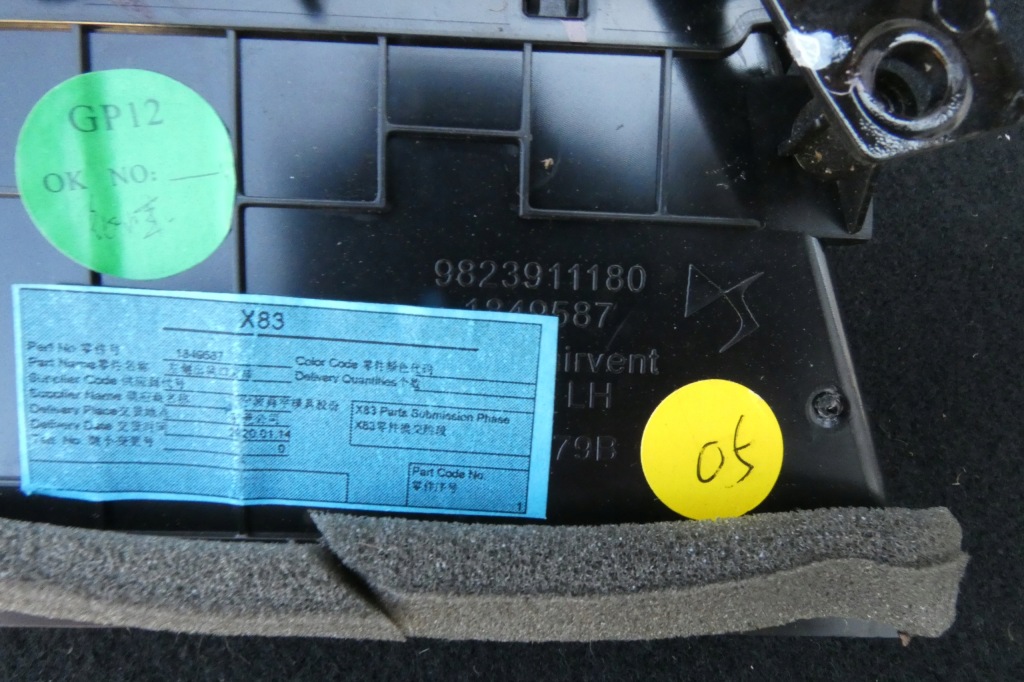 GP12
OK NO:
9823911180
1849587
irvent
LH
79B
DS
05
X83
Part No 零件号 1849587
Part Name 零件名称
Supplier Code 供应商代号
Supplier Name 供应商名称
Delivery Place 交货地点
Delivery Date 交货时间 20.01.14
0
Color Code 零件颜色代码
Delivery Quantities 个数
X83 Parts Submission Phase
X83零件提交阶段
Part Code No.
零件序号
1